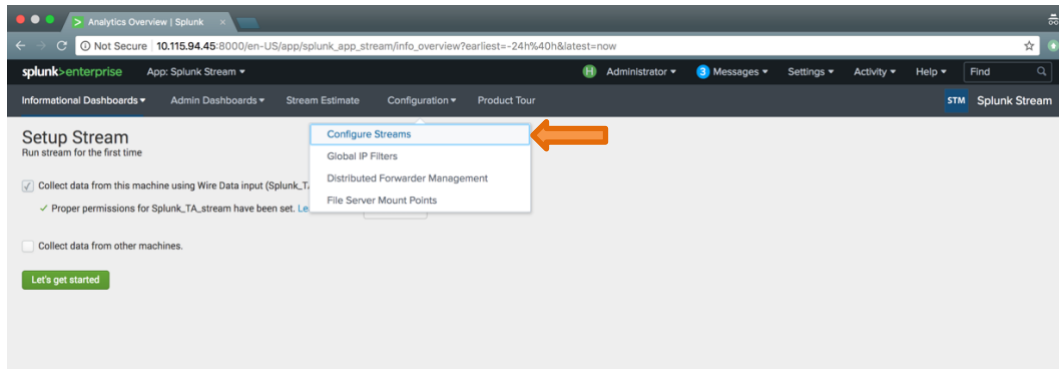 Analytics Overview | Splunk
Not Secure 10.115.94.45:8000/en-US/app/splunk_app_stream/info_overview?earliest=-24h%40h&latest=now
splunk>enterprise App: Splunk Stream H Administrator 3 Messages Settings Activity Help Find
Informational Dashboards Admin Dashboards Stream Estimate Configuration Product Tour STM Splunk Stream
Setup Stream
Run stream for the first time
Configure Streams
Global IP Filters
Distributed Forwarder Management
File Server Mount Points
Collect data from this machine using Wire Data input (Splunk_T
Proper permissions for Splunk_TA_stream have been set. Le
Collect data from other machines.
Let's get started